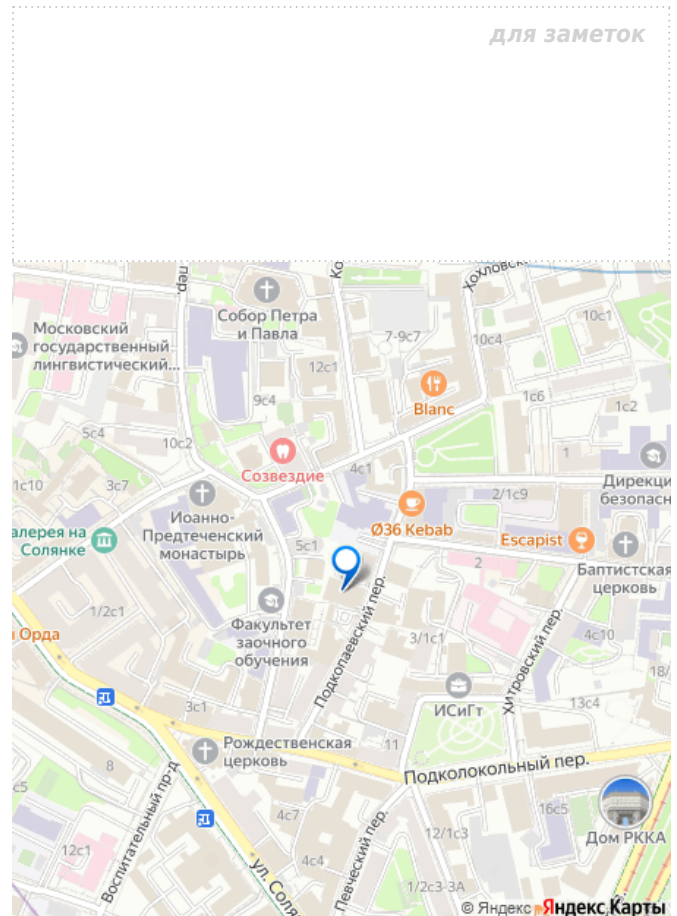 для заметок
пер.
Хохловск
Собор Петра
и Павла
10с1
Московский
государственный
лингвистический...
7-9с7
10с4
12с1
Blanc
1с6
9с4
1с2
5с4
10с2
Созвездие
4с1
1
1с10
3с7
Дирекци
безопасн
2/1с9
Иоанно-
Предтеченский
монастырь
Ø36 Kebab
алерея на
Солянке
5с1
Escapist
2
Баптистская
церковь
1/2с1
Факультет
заочного
обучения
Подкопаевский пер.
3/1с1
Хитровский пер.
4с10
Орда
18/
ИСиГт
3с1
13с4
Рождественская
церковь
11
Подколокольный пер.
8
Воспитательный пр-д
с5
16с5
4с7
Певческий пер.
12/1с3
Дом РККА
12с1
4с4
ул. Соля
1/2с3-3А
© Яндекс Яндекс Карты